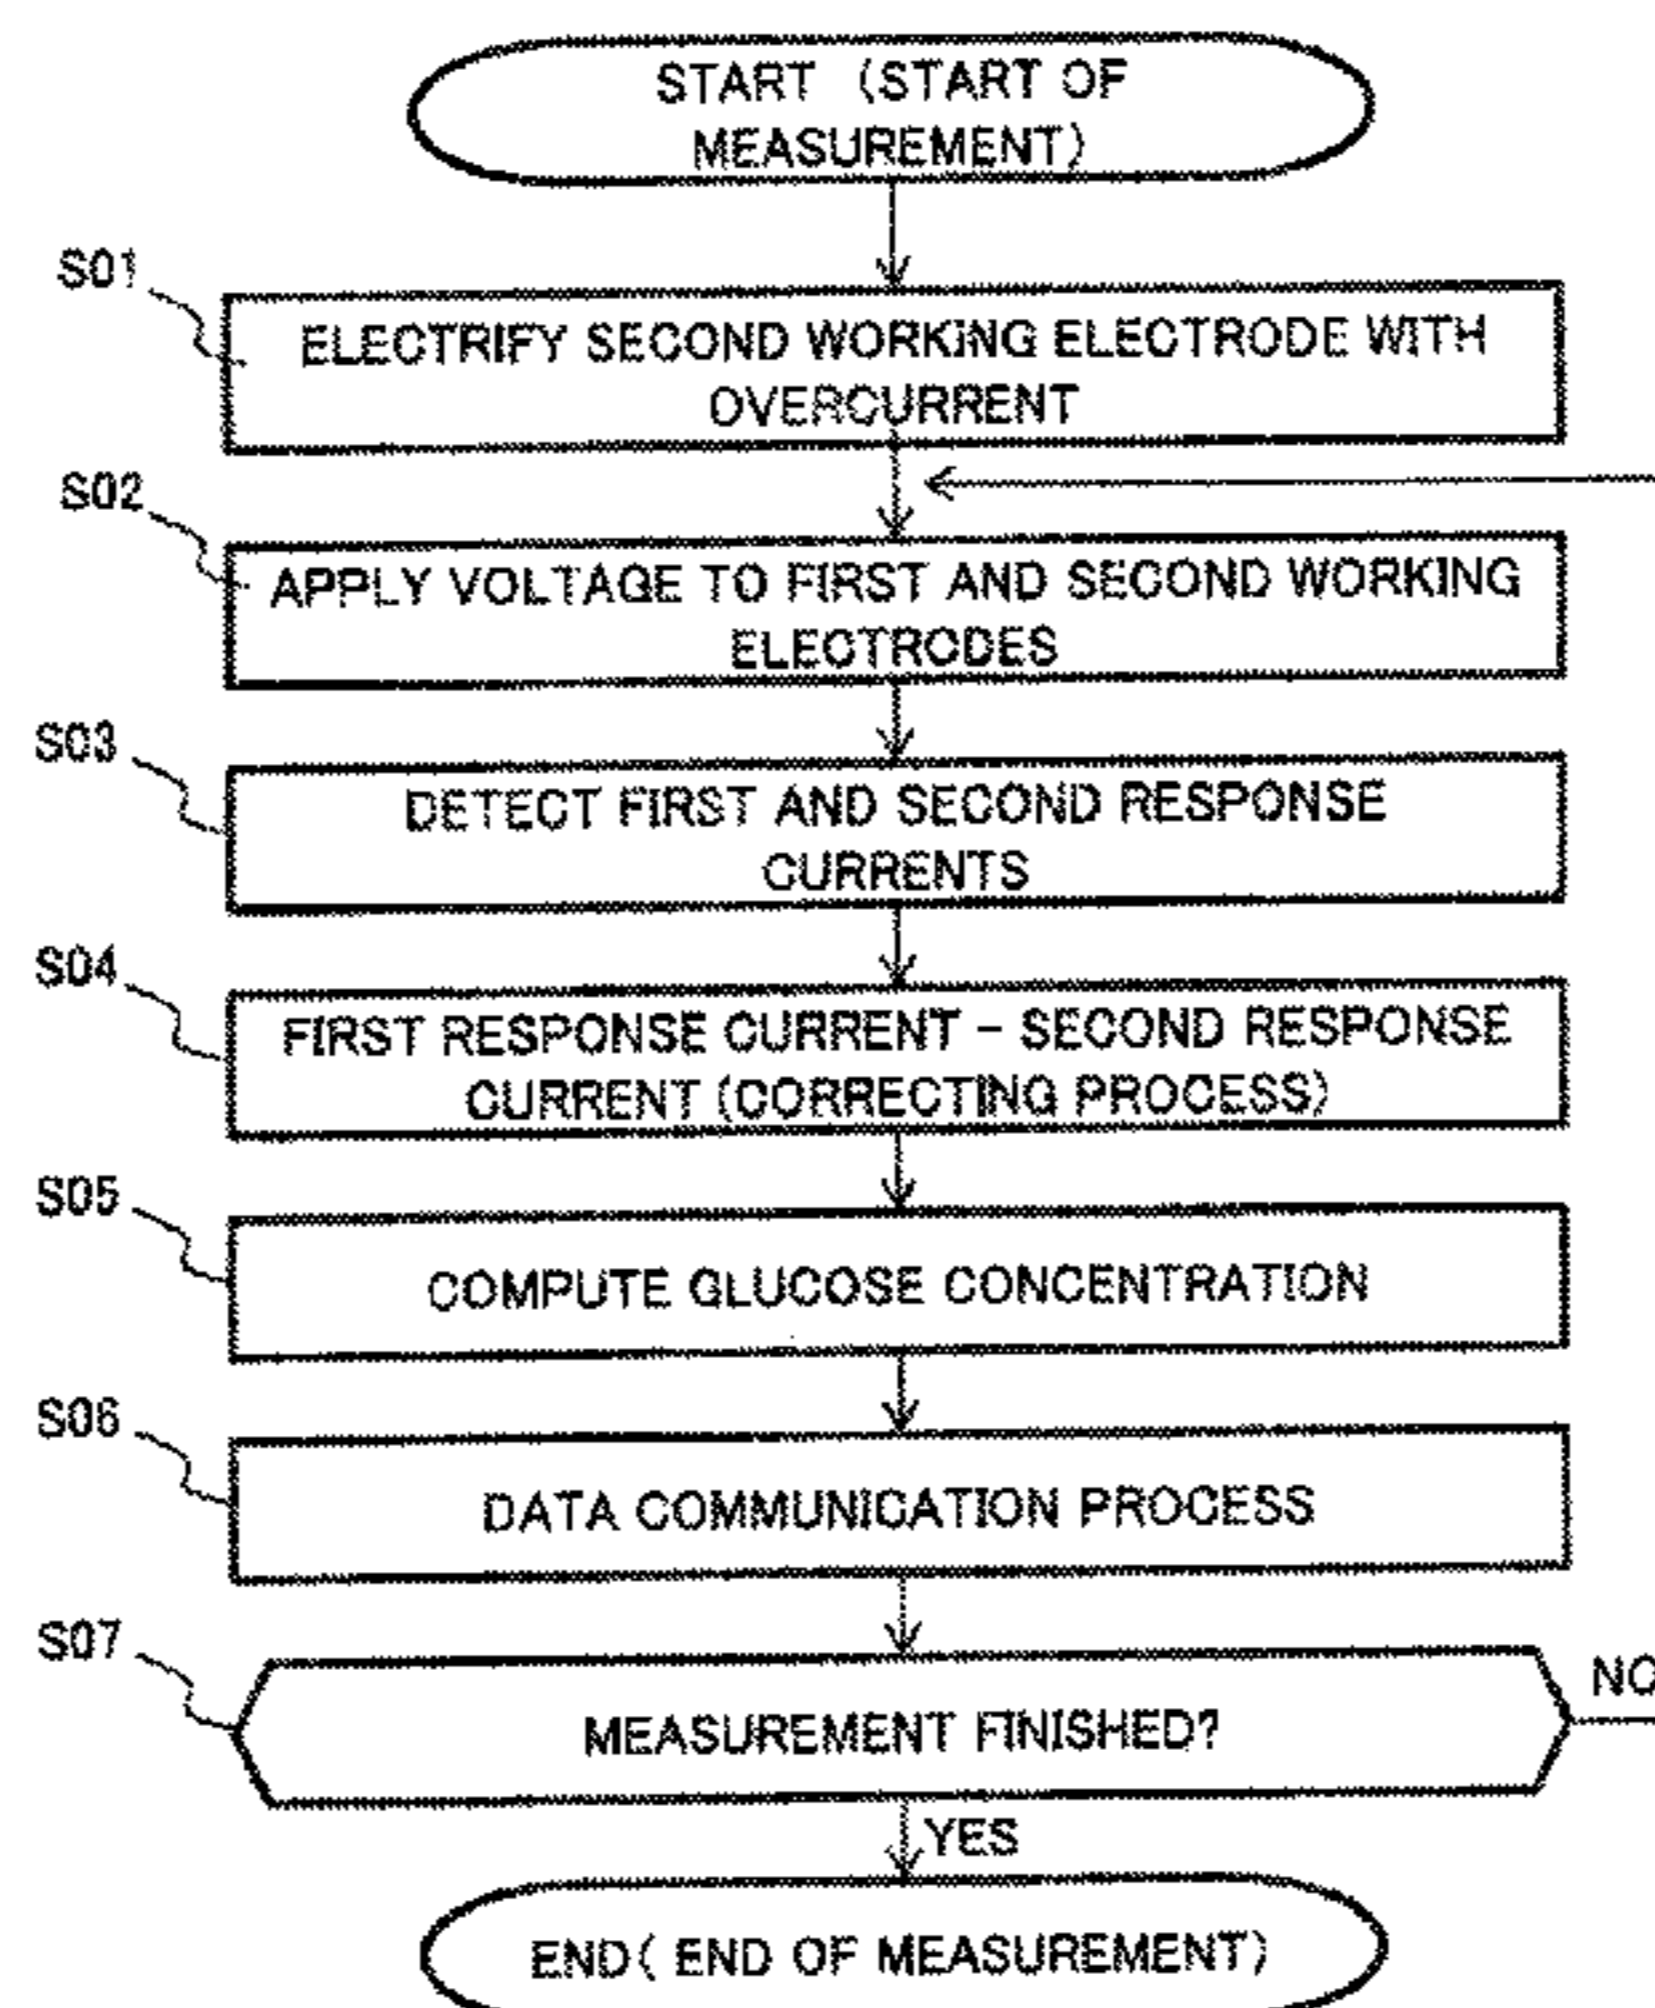 START (START OF
MEASUREMENT)
S01
ELECTRIFY SECOND WORKING ELECTRODE WITH
OVERCURRENT
S02
APPLY VOLTAGE TO FIRST AND SECOND WORKING
ELECTRODES
S03
DETECT FIRST AND SECOND RESPONSE
CURRENTS
S04
FIRST RESPONSE CURRENT - SECOND RESPONSE
CURRENT (CORRECTING PROCESS)
S05
COMPUTE GLUCOSE CONCENTRATION
S06
DATA COMMUNICATION PROCESS
S07
MEASUREMENT FINISHED?
NO
YES
END( END OF MEASUREMENT)